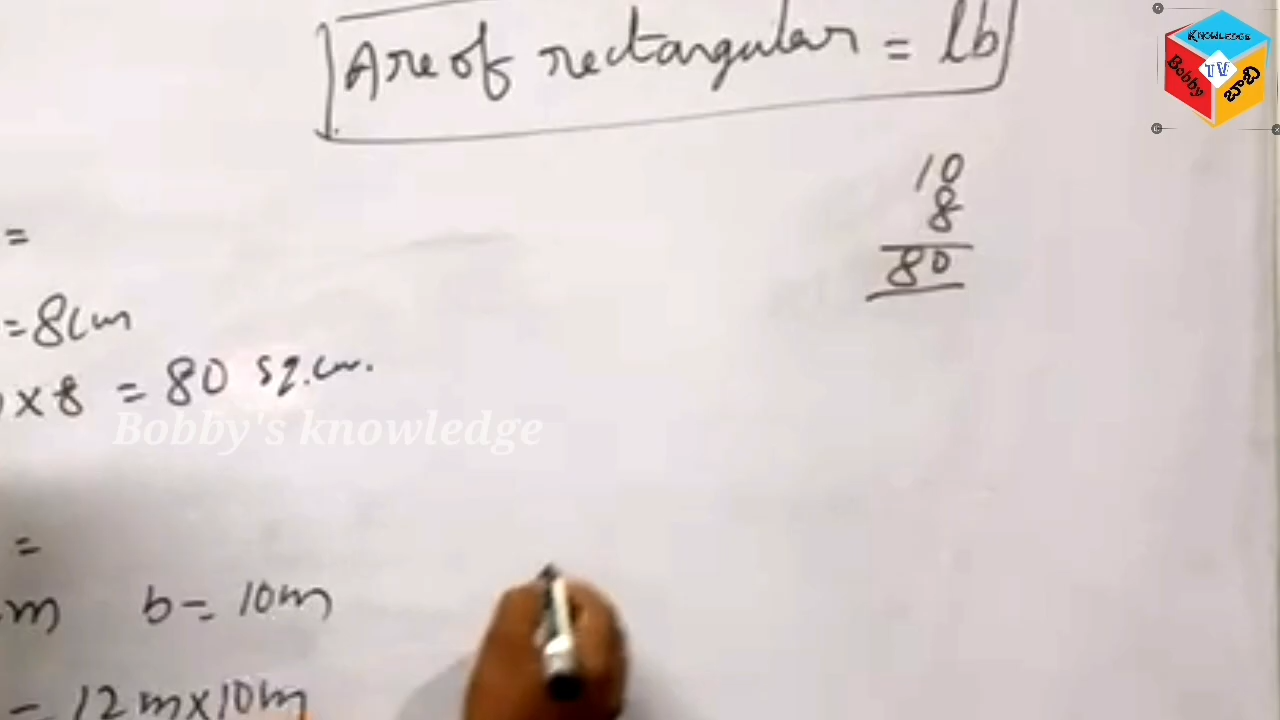 Are of rectangular = lb
10
8
80
=
= 8cm
x 8 = 80 sq.cm.
=
m b = 10m
= 12m x 10m
Bobby's knowledge
KNOWLEDGE
Bobby
TV